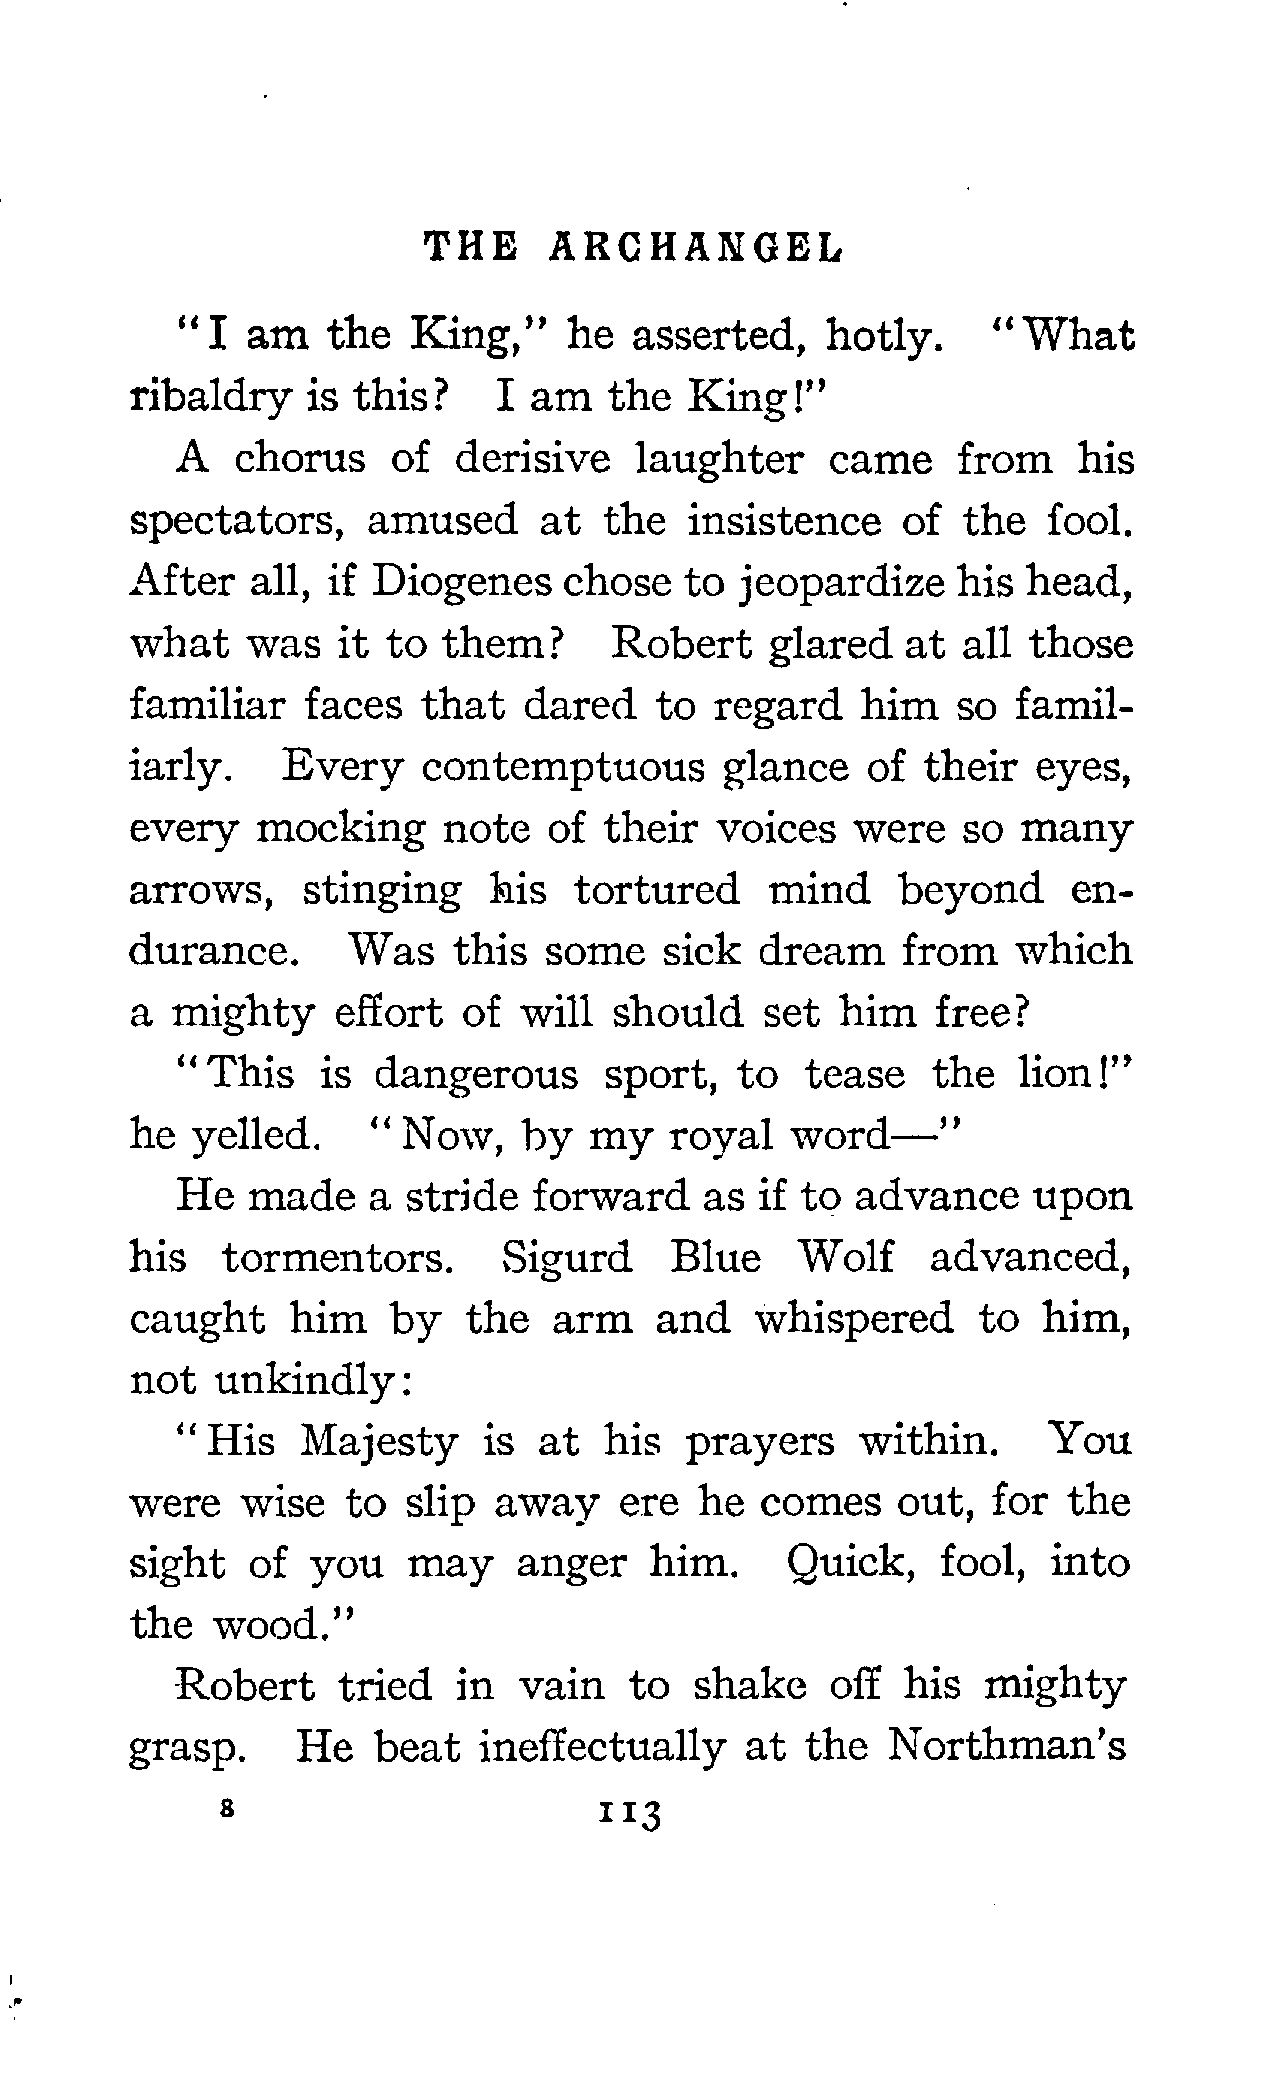 THE ARCHANGEL
"I am the King," he asserted, hotly. "What
ribaldry is this? I am the King!"
A chorus of derisive laughter came from his
spectators, amused at the insistence of the fool.
After all, if Diogenes chose to jeopardize his head,
what was it to them? Robert glared at all those
familiar faces that dared to regard him so famil-
iarly. Every contemptuous glance of their eyes,
every mocking note of their voices were so many
arrows, stinging his tortured mind beyond en-
durance. Was this some sick dream from which
a mighty effort of will should set him free?
"This is dangerous sport, to tease the lion!"
he yelled. "Now, by my royal word—"
He made a stride forward as if to advance upon
his tormentors. Sigurd Blue Wolf advanced,
caught him by the arm and whispered to him,
not unkindly:
"His Majesty is at his prayers within. You
were wise to slip away ere he comes out, for the
sight of you may anger him. Quick, fool, into
the wood."
Robert tried in vain to shake off his mighty
grasp. He beat ineffectually at the Northman's
8 113